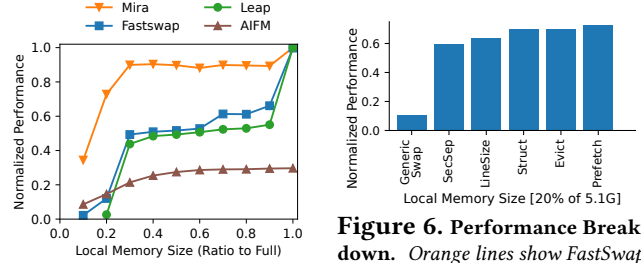 Mira
Fastswap
Leap
AIFM
Normalized Performance
1.0
0.8
0.6
0.4
0.2
0.0
0.0 0.2 0.4 0.6 0.8 1.0
Local Memory Size (Ratio to Full)
Normalized Performance
0.6
0.4
0.2
0.0
Generic
Swap
SecSep
LineSize
Struct
Evict
Prefetch
Local Memory Size [20% of 5.1G]
Figure 6. Performance Break
down. Orange lines show FastSwap